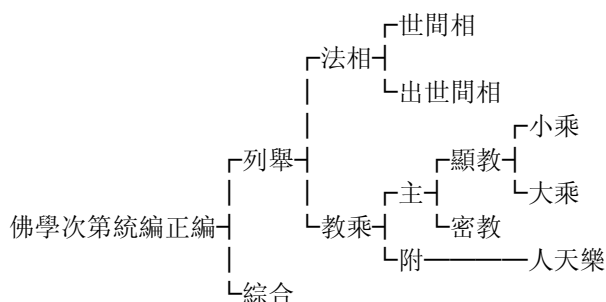 世間相
法相
出世間相
小乘
列舉
顯教
主
大乘
佛學次第統編正編
教乘
密教
附
人天樂
綜合